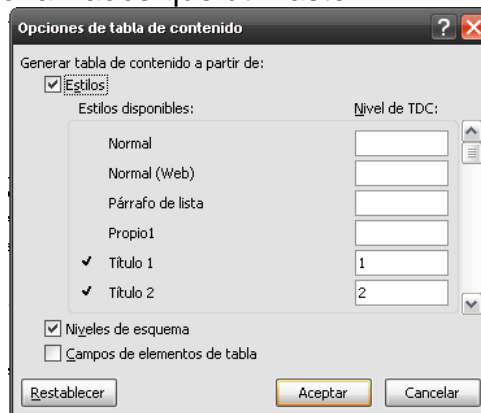 Opciones de tabla de contenido
Generar tabla de contenido a partir de:
Estilos
Estilos disponibles: Nivel de TDC:
Normal
Normal (Web)
Párrafo de lista
Propio1
Título 1 1
Título 2 2
Niveles de esquema
Campos de elementos de tabla
Restablecer Aceptar Cancelar